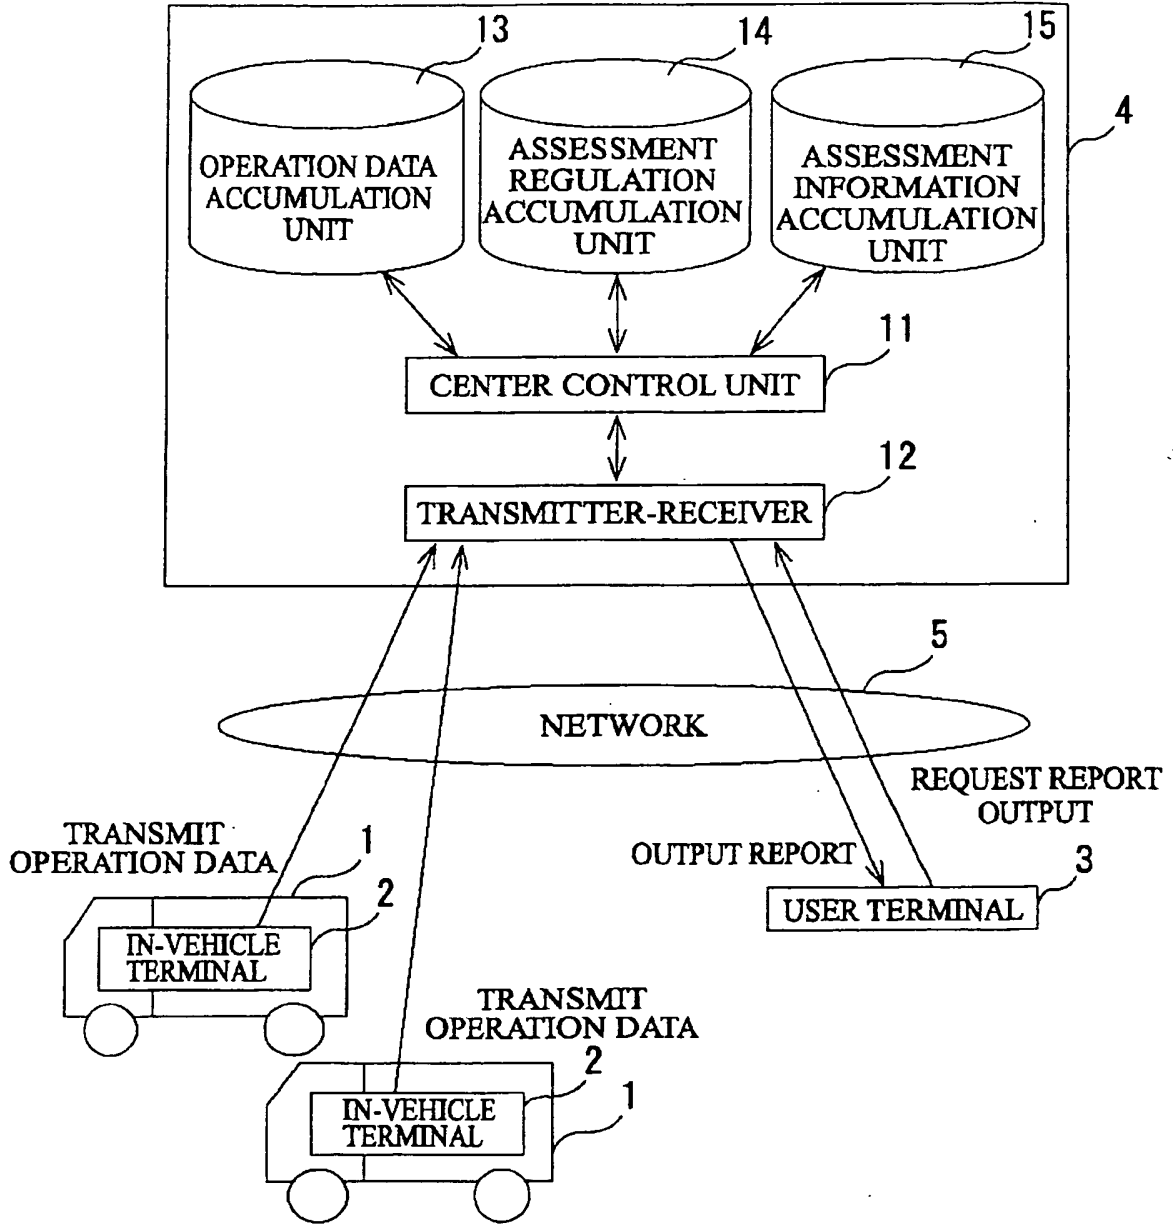 13
14
15
4
OPERATION DATA
ACCUMULATION
UNIT
ASSESSMENT
REGULATION
ACCUMULATION
UNIT
ASSESSMENT
INFORMATION
ACCUMULATION
UNIT
11
CENTER CONTROL UNIT
12
TRANSMITTER-RECEIVER
5
NETWORK
REQUEST REPORT
OUTPUT
OUTPUT REPORT
3
USER TERMINAL
TRANSMIT
OPERATION DATA
1
2
IN-VEHICLE
TERMINAL
TRANSMIT
OPERATION DATA
2
1
IN-VEHICLE
TERMINAL